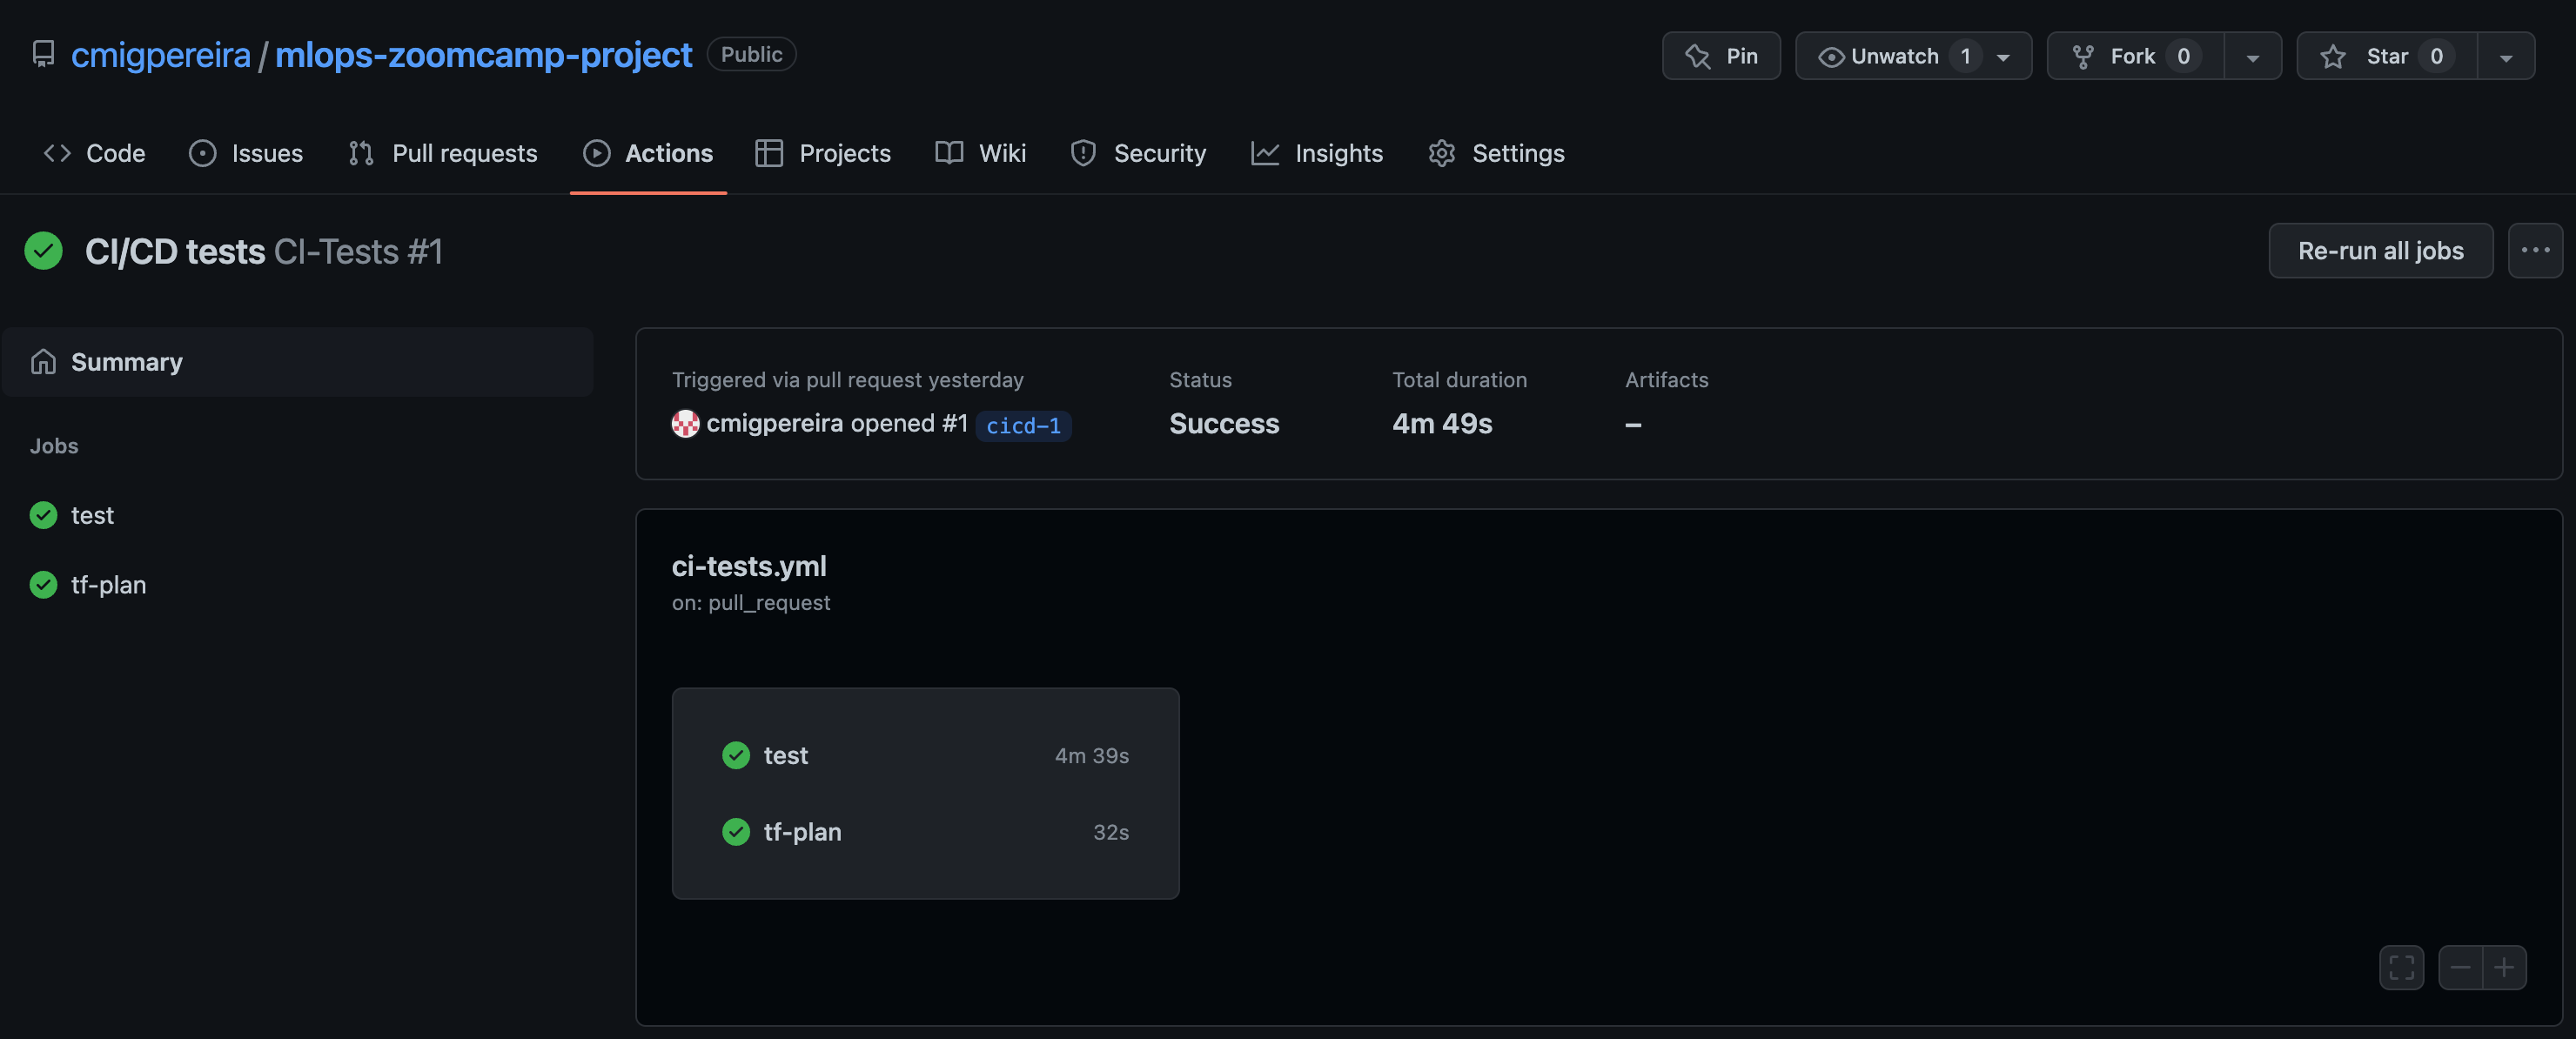 cmigpereira / mlops-zoomcamp-project Public
Pin Unwatch 1 Fork 0 Star 0
Code Issues Pull requests Actions Projects Wiki Security Insights Settings
CI/CD tests CI-Tests #1
Re-run all jobs
Summary
Jobs
test
tf-plan
Triggered via pull request yesterday
cmigpereira opened #1 cicd-1
Status
Success
Total duration
4m 49s
Artifacts
–
ci-tests.yml
on: pull_request
test 4m 39s
tf-plan 32s